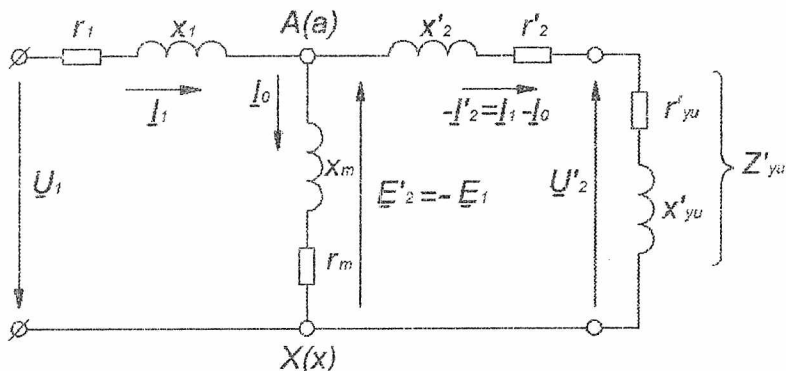 r₁ x₁ A(a) x'₂ r'₂
I₁ I₀ -I'₂=I₁-I₀ r'yu
U₁ xm E'₂=-E₁ U'₂ x'yu Z'yu
rm
X(x)